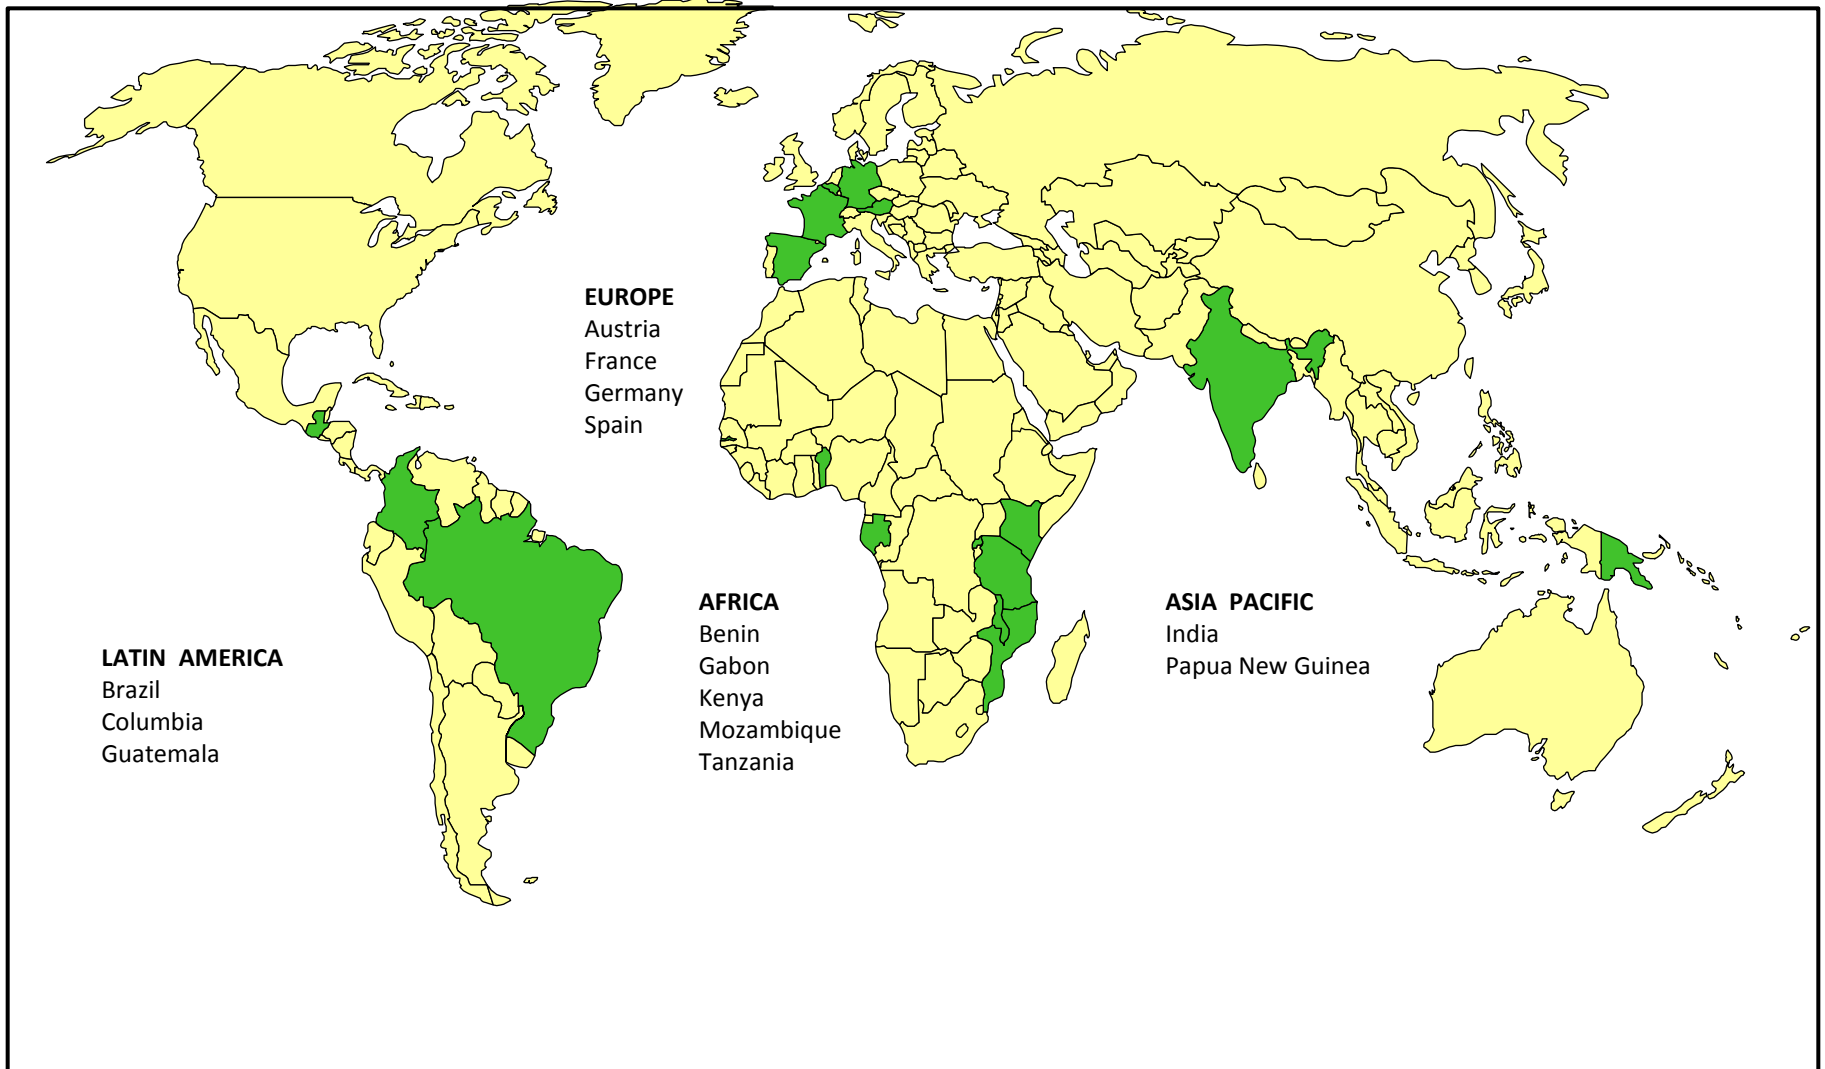 EUROPE
Austria
France
Germany
Spain
LATIN AMERICA
Brazil
Columbia
Guatemala
AFRICA
Benin
Gabon
Kenya
Mozambique
Tanzania
ASIA PACIFIC
India
Papua New Guinea